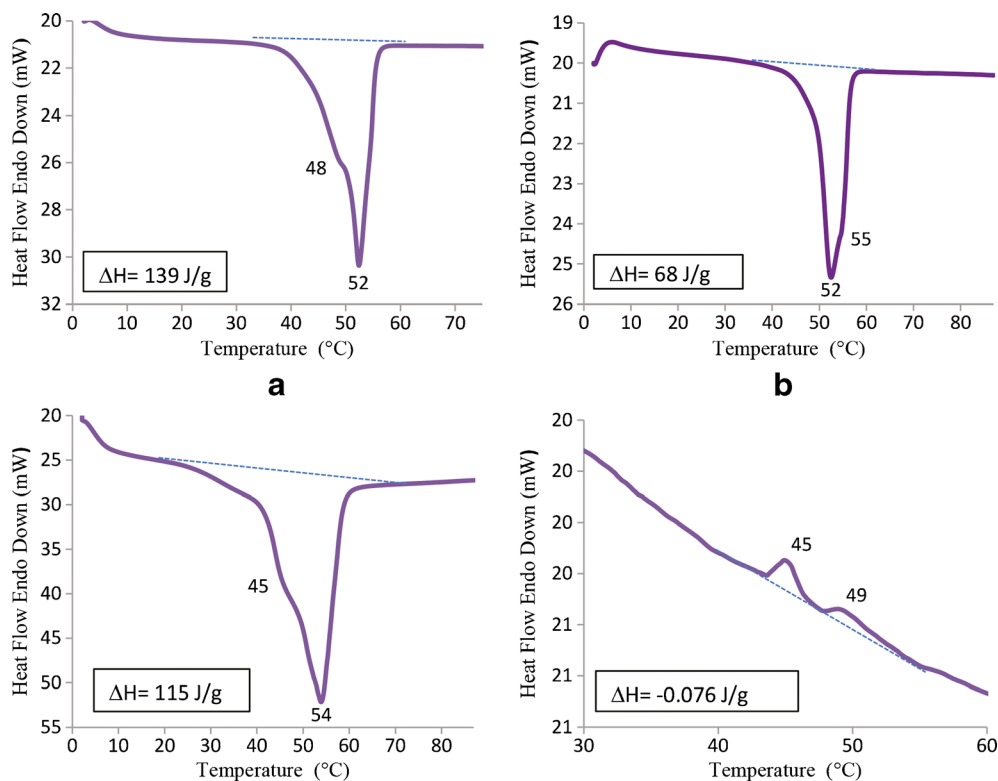 20
22
24
26
28
30
32
Heat Flow Endo Down (mW)
48
52
ΔH= 139 J/g
0 10 20 30 40 50 60 70
Temperature (°C)
a
19
20
21
22
23
24
25
26
Heat Flow Endo Down (mW)
55
52
ΔH= 68 J/g
0 10 20 30 40 50 60 70 80
Temperature (°C)
b
20
25
30
35
40
45
50
55
Heat Flow Endo Down (mW)
45
54
ΔH= 115 J/g
0 10 20 30 40 50 60 70 80
Temperature (°C)
20
20
20
20
21
21
21
Heat Flow Endo Down (mW)
45
49
ΔH= -0.076 J/g
30 40 50 60
Temperature (°C)